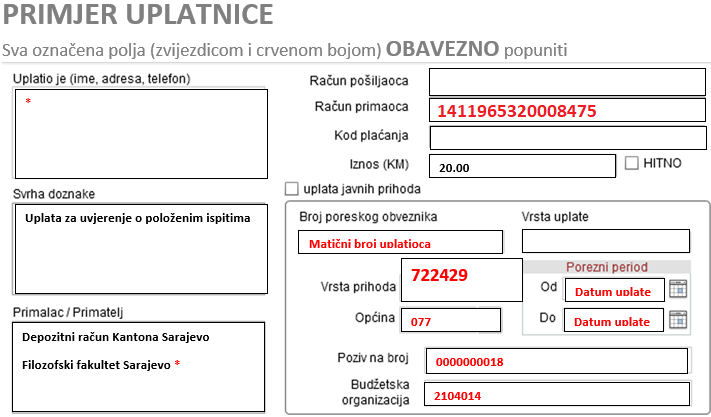 PRIMJER UPLATNICE
Sva označena polja (zvijezdicom i crvenom bojom) OBAVEZNO popuniti
Uplatio je (ime, adresa, telefon)
*
Račun pošiljaoca
Račun primaoca 1411965320008475
Kod plaćanja
Iznos (KM) 20.00 HITNO
Svrha doznake
Uplata za uvjerenje o položenim ispitima
uplata javnih prihoda
Broj poreskog obveznika
Matični broj uplatioca
Vrsta uplate
Vrsta prihoda 722429
Porezni period
Od Datum uplate
Općina 077
Do Datum uplate
Primalac / Primatelj
Depozitni račun Kantona Sarajevo
Filozofski fakultet Sarajevo *
Poziv na broj 0000000018
Budžetska
organizacija 2104014